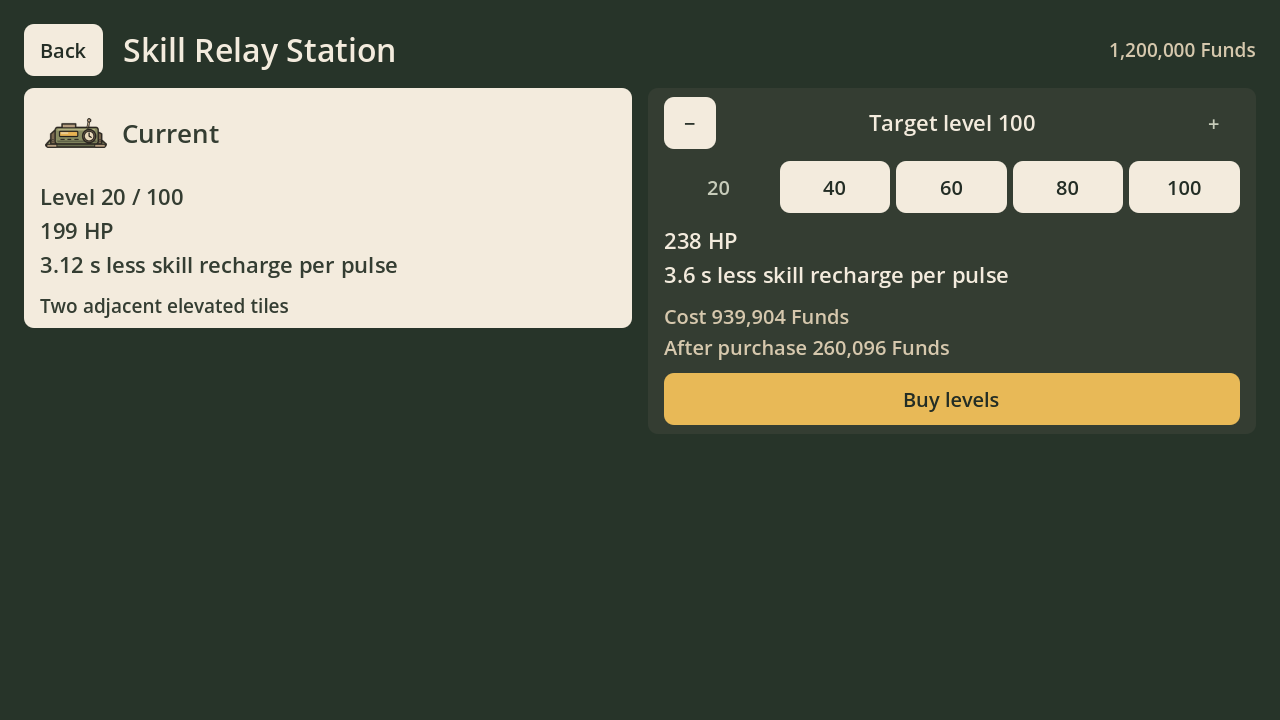 Back
Skill Relay Station
1,200,000 Funds
Current
Level 20 / 100
199 HP
3.12 s less skill recharge per pulse
Two adjacent elevated tiles
−
Target level 100
+
20
40
60
80
100
238 HP
3.6 s less skill recharge per pulse
Cost 939,904 Funds
After purchase 260,096 Funds
Buy levels